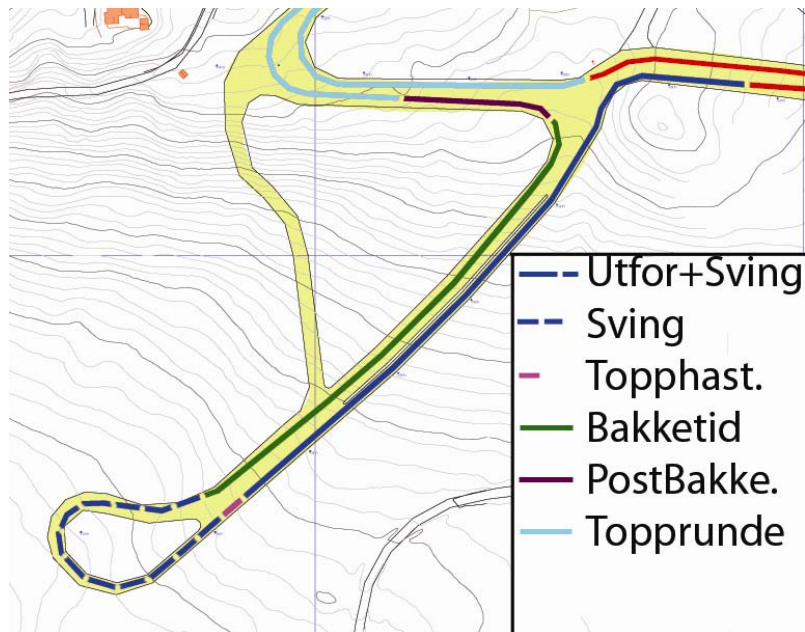 Utfor+Sving
Sving
Topphast.
Bakketid
PostBakke.
Topprunde